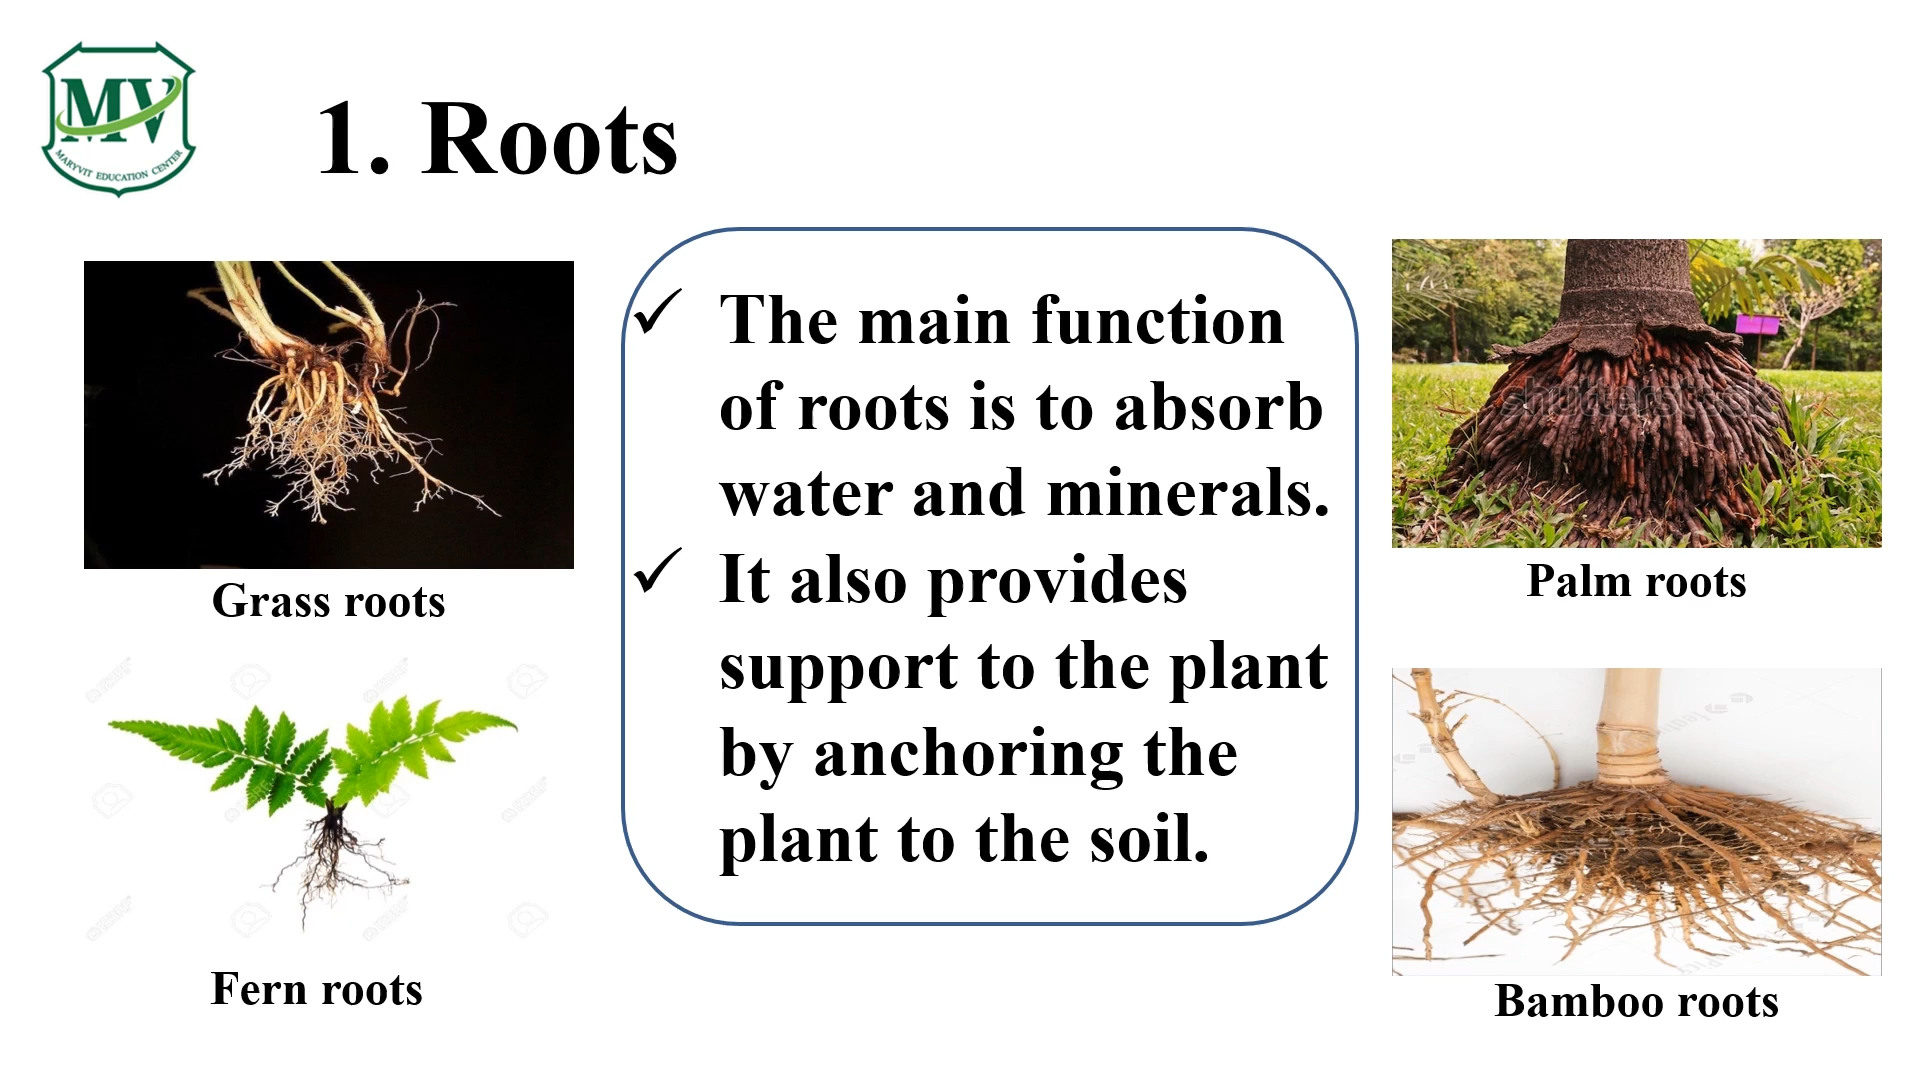 MV
MARYVIT EDUCATION CENTER
1. Roots
✓ The main function
of roots is to absorb
water and minerals.
✓ It also provides
support to the plant
by anchoring the
plant to the soil.
Grass roots
Fern roots
shutterstock
Palm roots
Bamboo roots